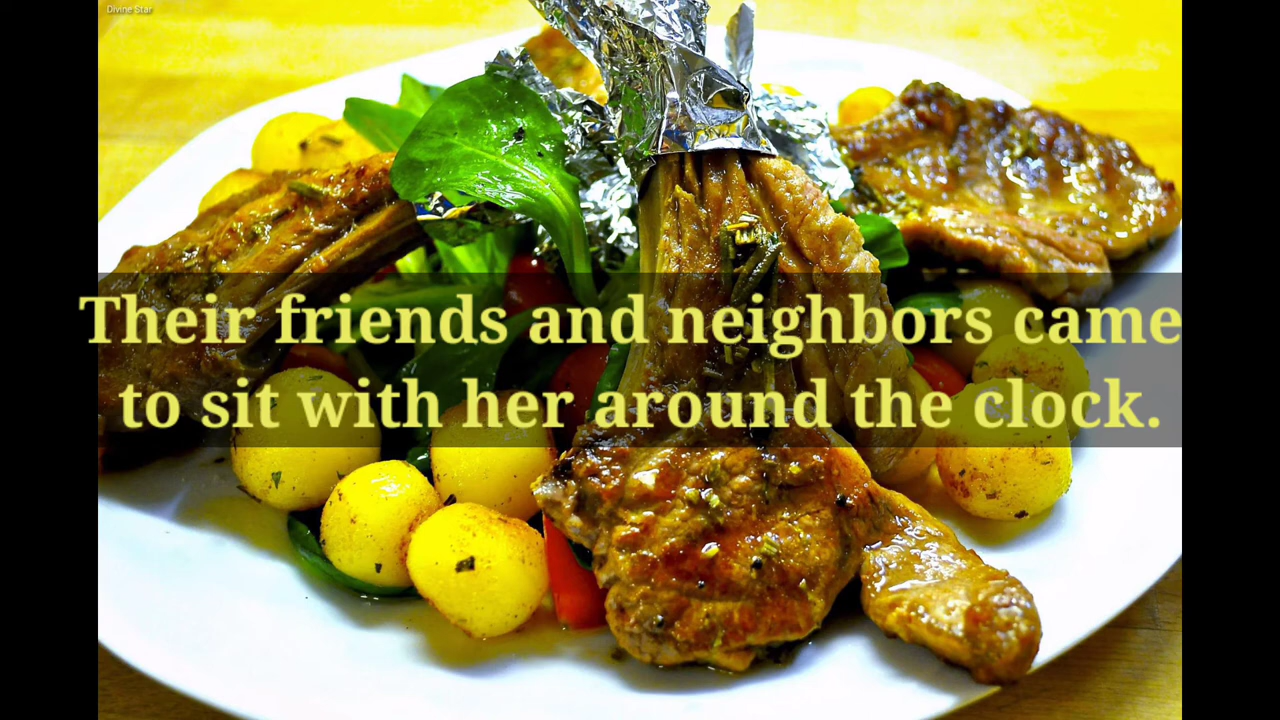 Divine Star
Their friends and neighbors came
to sit with her around the clock.